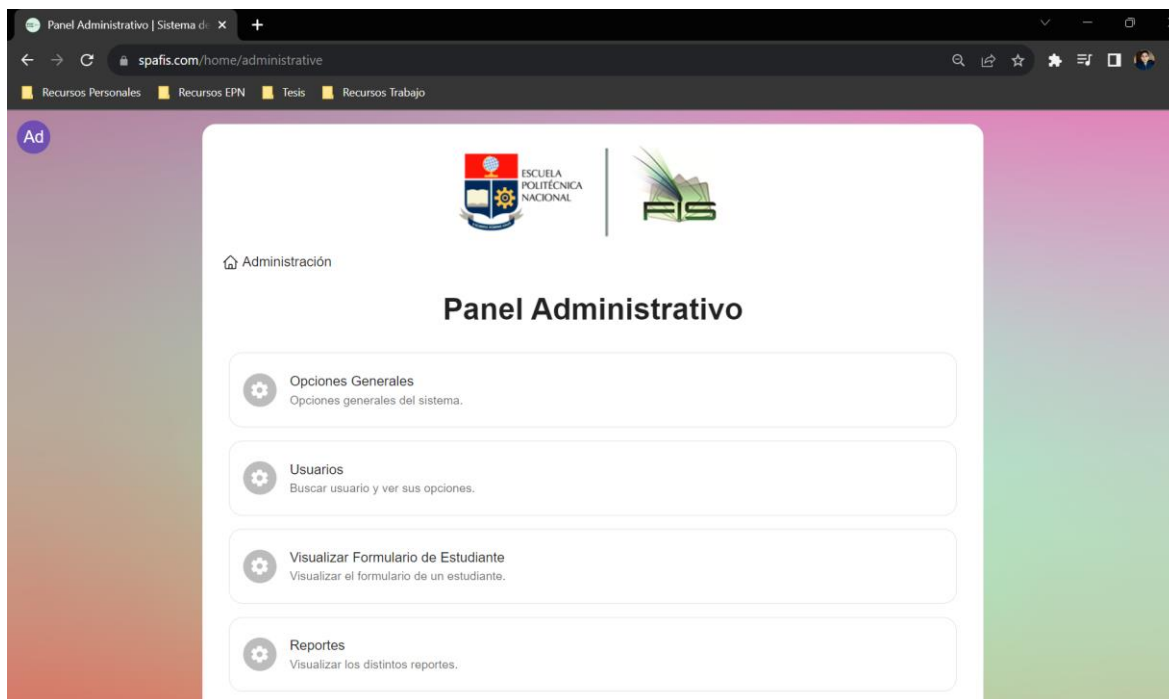 Panel Administrativo | Sistema de
spafis.com/home/administrative
Recursos Personales Recursos EPN Tesis Recursos Trabajo
Ad
ESCUELA
POLITÉCNICA
NACIONAL
FIS
Administración
Panel Administrativo
Opciones Generales
Opciones generales del sistema.
Usuarios
Buscar usuario y ver sus opciones.
Visualizar Formulario de Estudiante
Visualizar el formulario de un estudiante.
Reportes
Visualizar los distintos reportes.